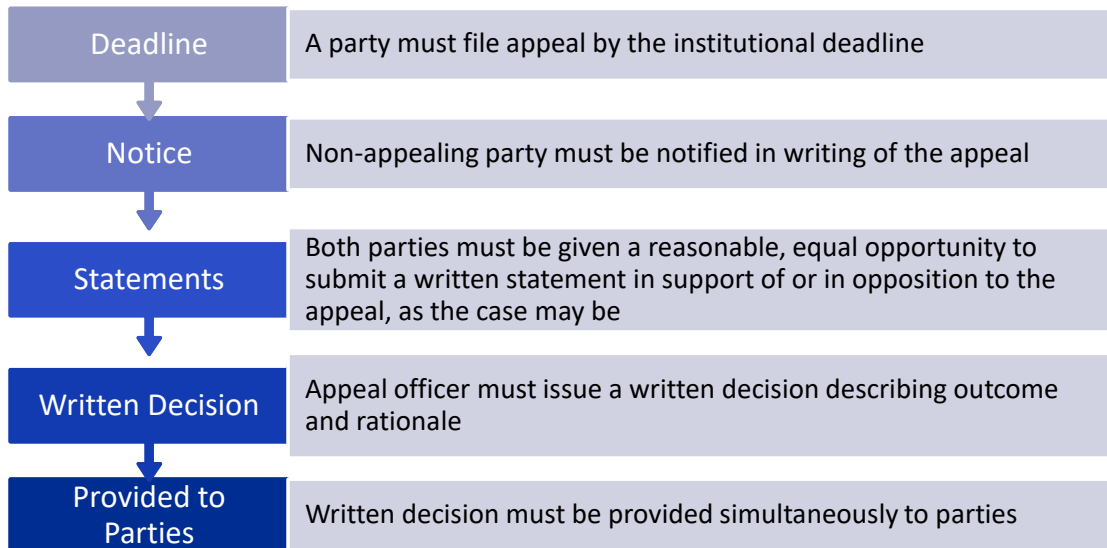 Deadline
A party must file appeal by the institutional deadline
Notice
Non-appealing party must be notified in writing of the appeal
Statements
Both parties must be given a reasonable, equal opportunity to
submit a written statement in support of or in opposition to the
appeal, as the case may be
Written Decision
Appeal officer must issue a written decision describing outcome
and rationale
Provided to
Parties
Written decision must be provided simultaneously to parties